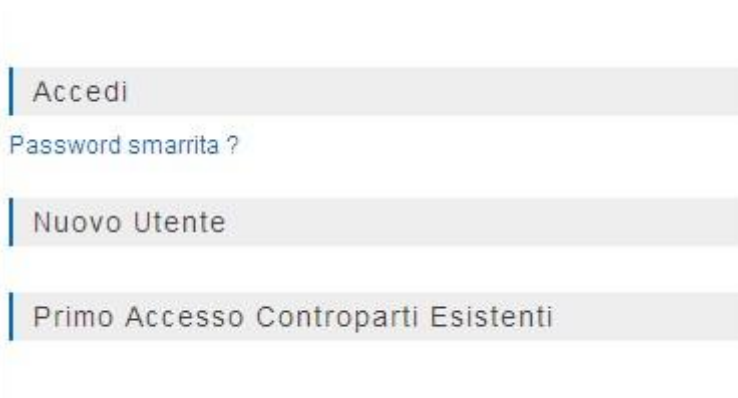 Accedi
Password smarrita ?
Nuovo Utente
Primo Accesso Controparti Esistenti